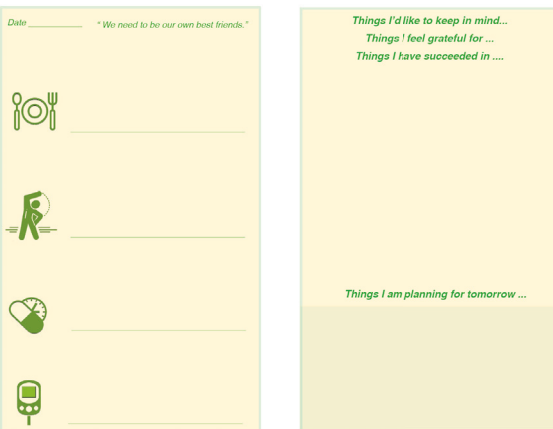 Date ___________ “ We need to be our own best friends.”
Things I'd like to keep in mind...
Things I feel grateful for ...
Things I have succeeded in ....
Things I am planning for tomorrow ...